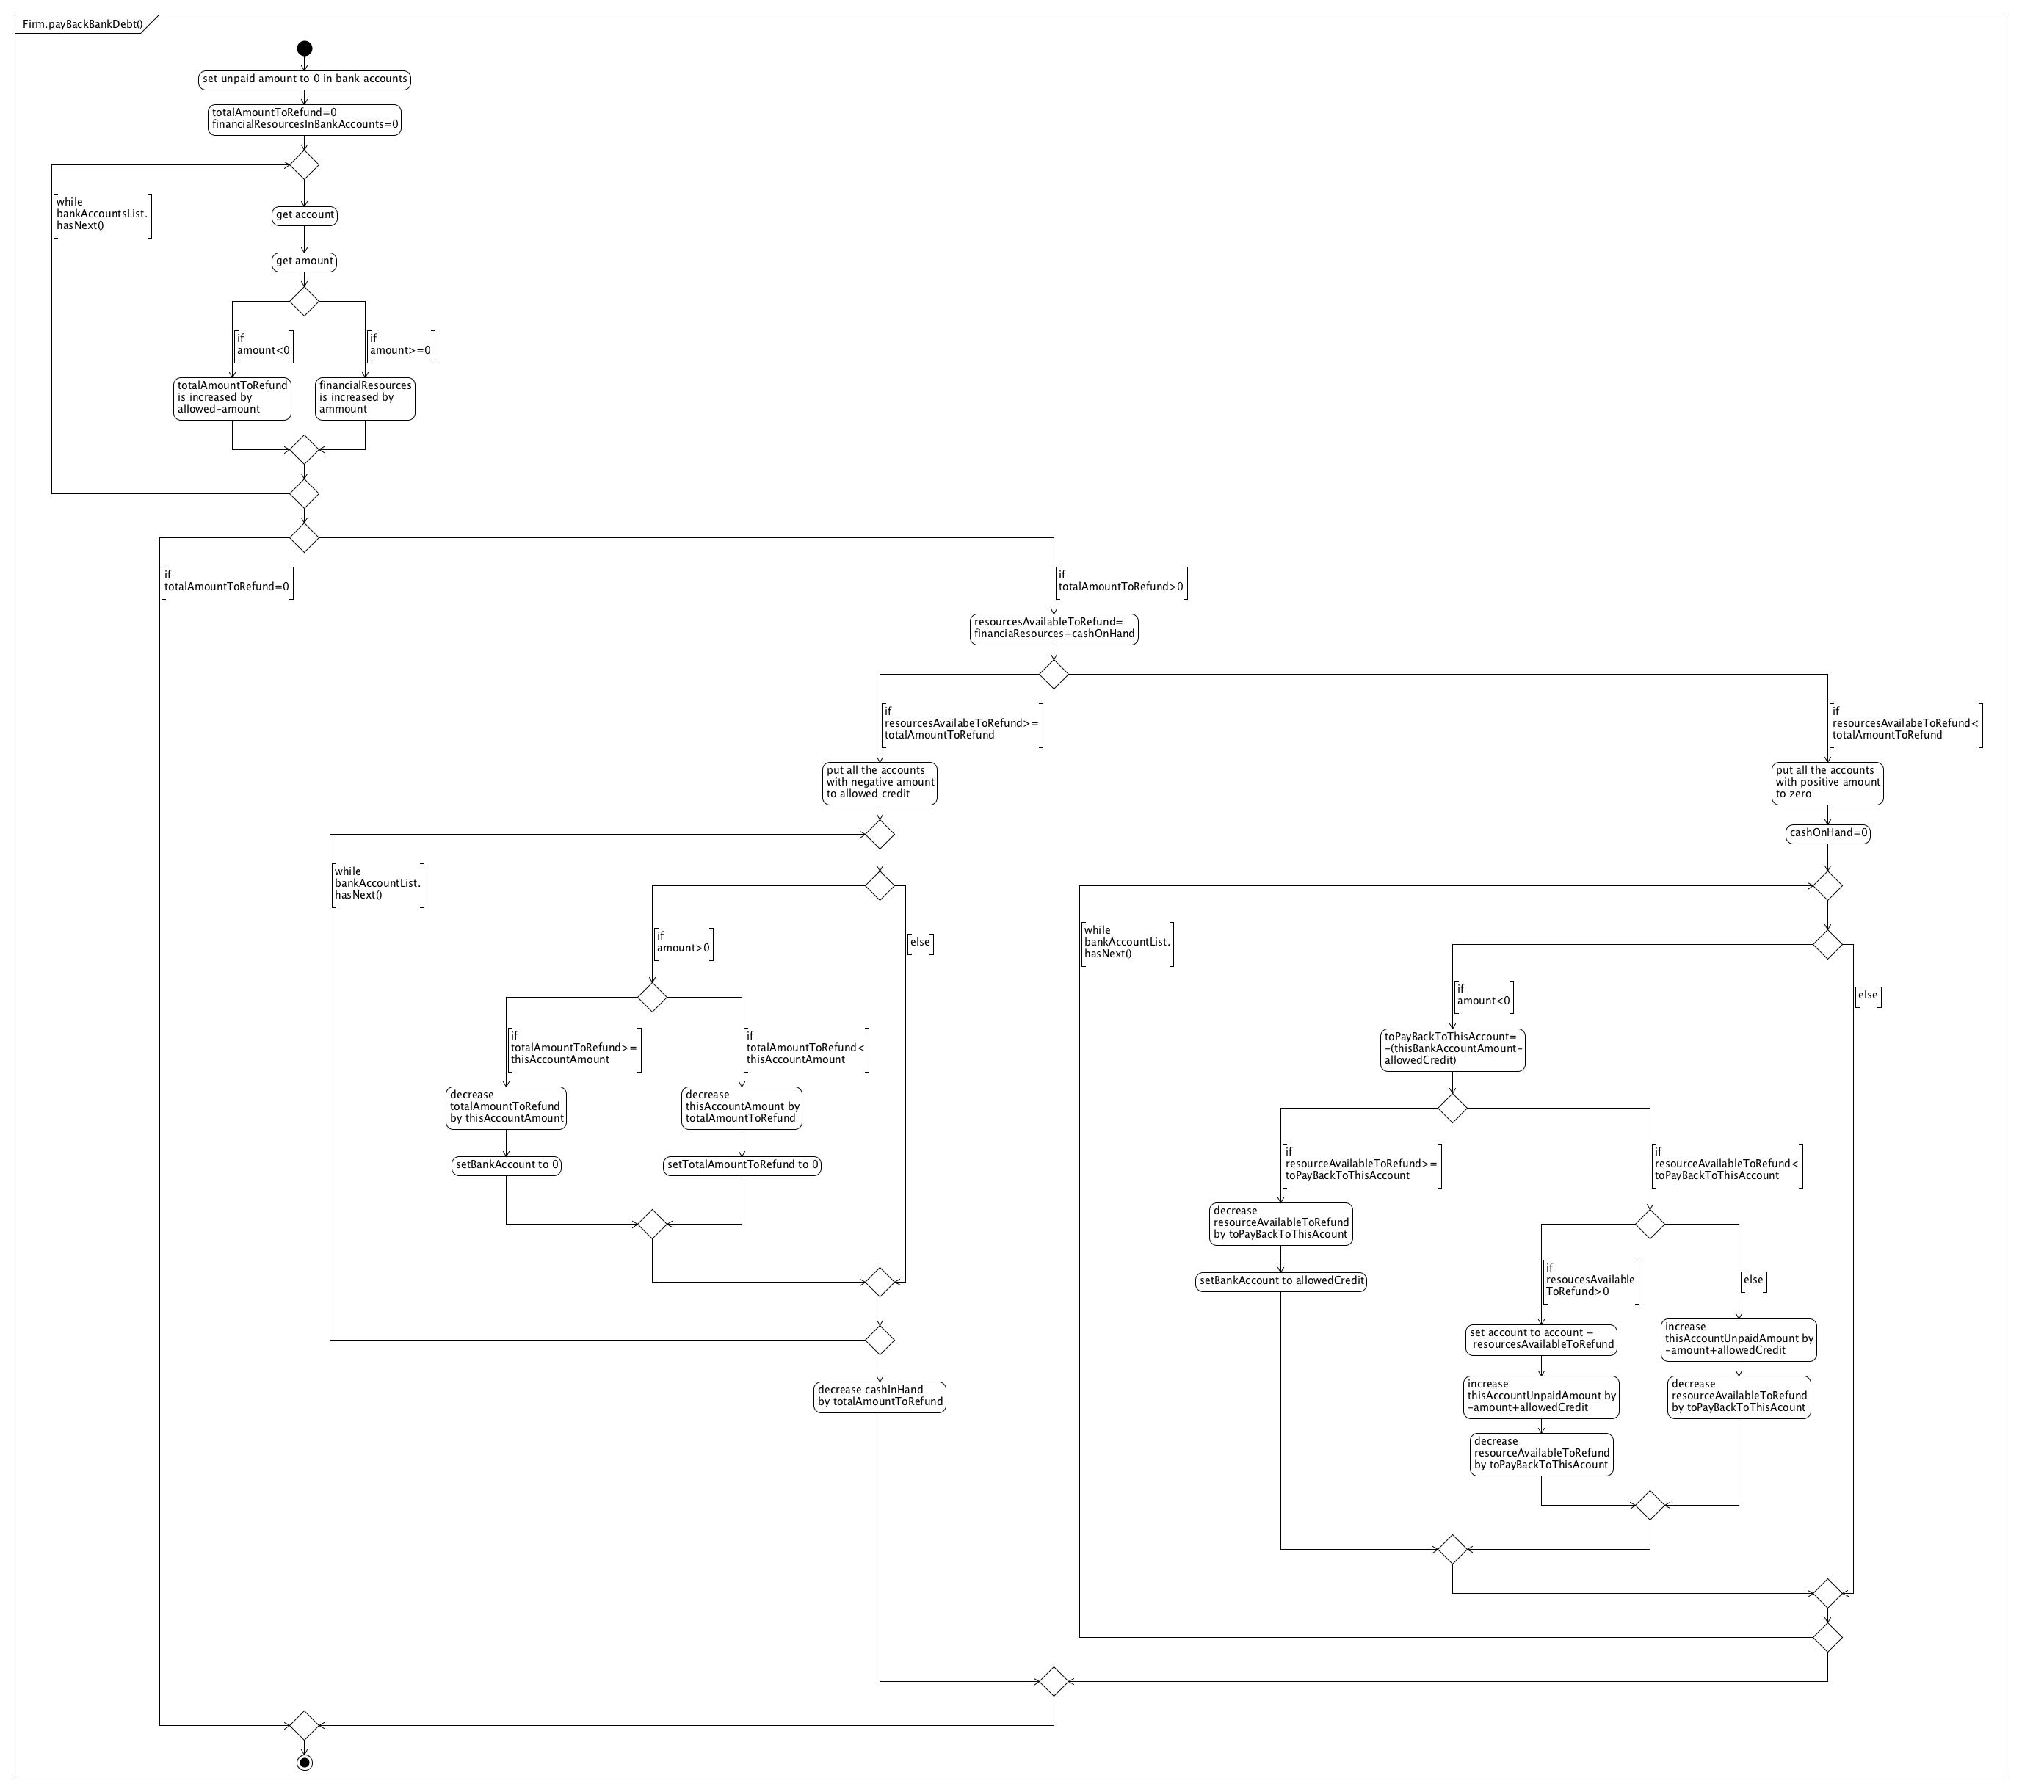 Firm.payBackBankDebt()
set unpaid amount to 0 in bank accounts
totalAmountToRefund=0
financialResourcesInBankAccounts=0
while
bankAccountsList.
hasNext()
get account
get amount
if
amount<0
if
amount>=0
totalAmountToRefund
is increased by
allowed-amount
financialResources
is increased by
ammount
if
totalAmountToRefund=0
if
totalAmountToRefund>0
resourcesAvailableToRefund=
financiaResources+cashOnHand
if
resourcesAvailabeToRefund>=
totalAmountToRefund
if
resourcesAvailabeToRefund<
totalAmountToRefund
put all the accounts
with negative amount
to allowed credit
put all the accounts
with positive amount
to zero
cashOnHand=0
while
bankAccountList.
hasNext()
if
amount>0
else
if
totalAmountToRefund>=
thisAccountAmount
if
totalAmountToRefund<
thisAccountAmount
decrease
totalAmountToRefund
by thisAccountAmount
decrease
thisAccountAmount by
totalAmountToRefund
setBankAccount to 0
setTotalAmountToRefund to 0
decrease cashInHand
by totalAmountToRefund
while
bankAccountList.
hasNext()
if
amount<0
else
toPayBackToThisAccount=
-(thisBankAccountAmount-
allowedCredit)
if
resourceAvailableToRefund>=
toPayBackToThisAccount
if
resourceAvailableToRefund<
toPayBackToThisAccount
decrease
resourceAvailableToRefund
by toPayBackToThisAcount
setBankAccount to allowedCredit
if
resoucesAvailable
ToRefund>0
else
set account to account +
resourcesAvailableToRefund
increase
thisAccountUnpaidAmount by
-amount+allowedCredit
decrease
resourceAvailableToRefund
by toPayBackToThisAcount
increase
thisAccountUnpaidAmount by
-amount+allowedCredit
decrease
resourceAvailableToRefund
by toPayBackToThisAcount